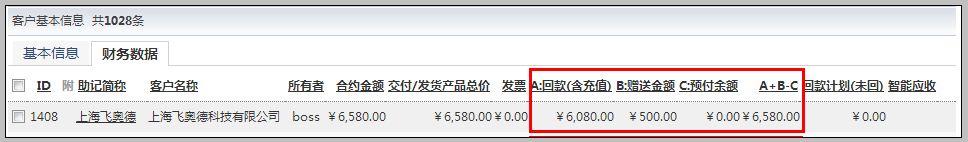 客户基本信息 共1028条
基本信息 财务数据
ID 附 助记简称 客户名称 所有者 合约金额 交付/发货产品总价 发票 A:回款(含充值) B:赠送金额 C:预付余额 A+B-C 回款计划(未回) 智能应收
1408 上海飞奥德 上海飞奥德科技有限公司 boss ￥6,580.00 ￥6,580.00 ￥0.00 ￥6,080.00 ￥500.00 ￥0.00 ￥6,580.00 ￥0.00